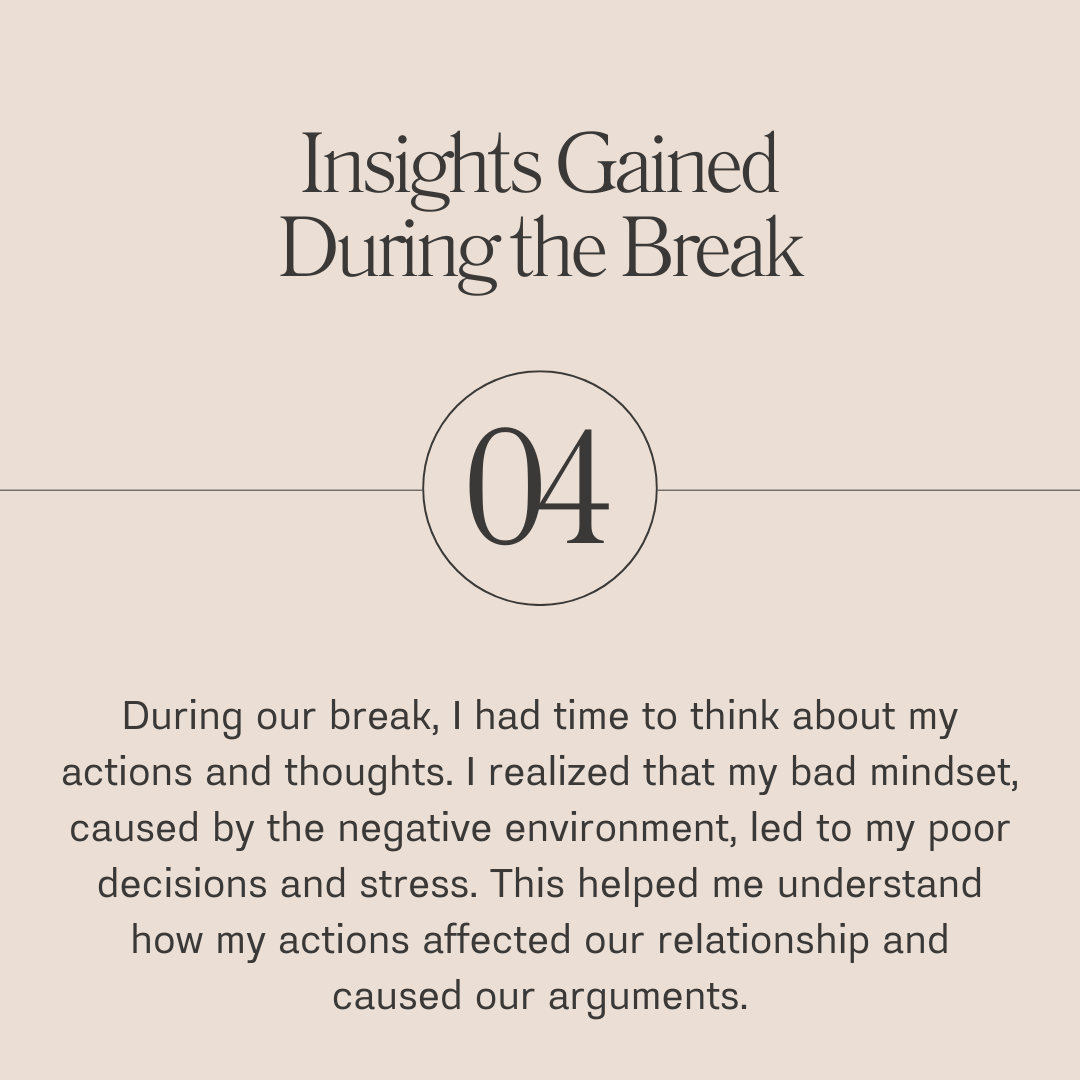 Insights Gained
During the Break
04
During our break, I had time to think about my
actions and thoughts. I realized that my bad mindset,
caused by the negative environment, led to my poor
decisions and stress. This helped me understand
how my actions affected our relationship and
caused our arguments.